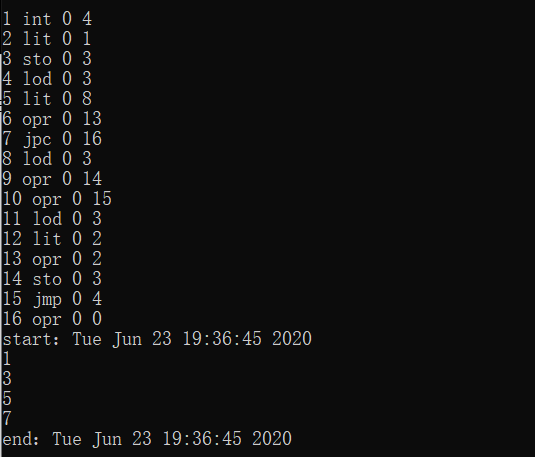 1 int 0 4
2 lit 0 1
3 sto 0 3
4 lod 0 3
5 lit 0 8
6 opr 0 13
7 jpc 0 16
8 lod 0 3
9 opr 0 14
10 opr 0 15
11 lod 0 3
12 lit 0 2
13 opr 0 2
14 sto 0 3
15 jmp 0 4
16 opr 0 0
start: Tue Jun 23 19:36:45 2020
1
3
5
7
end: Tue Jun 23 19:36:45 2020